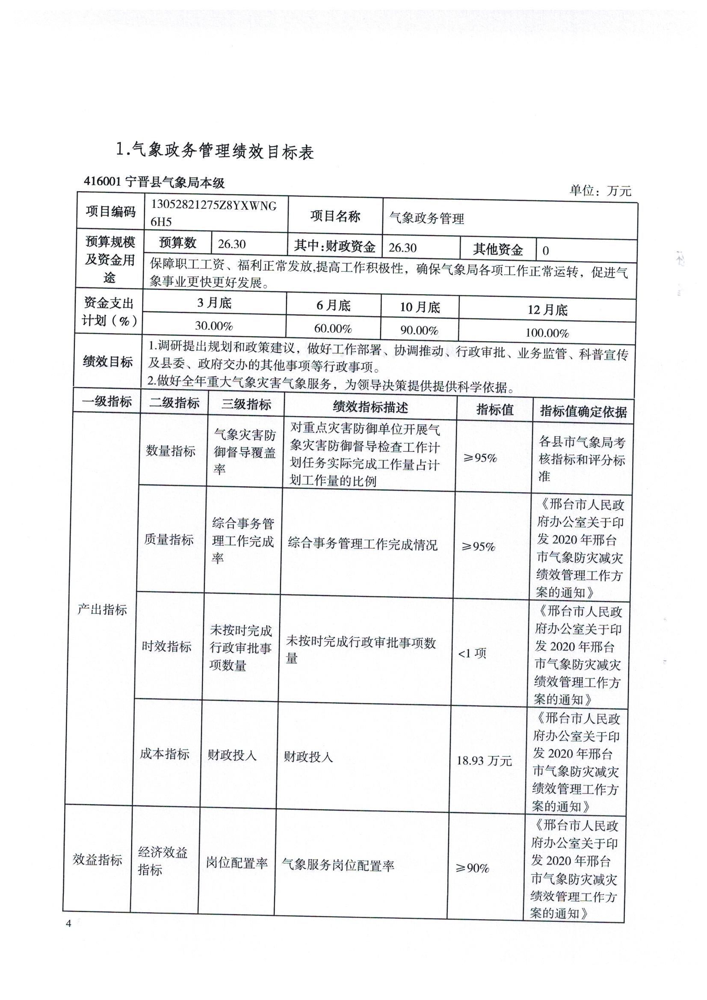 1.气象政务管理绩效目标表
416001 宁晋县气象局本级
单位：万元
项目编码
13052821275Z8YXWNG
6H5
项目名称
气象政务管理
预算规模
及资金用
途
预算数
26.30
其中:财政资金
26.30
其他资金
0
保障职工工资、福利正常发放,提高工作积极性，确保气象局各项工作正常运转，促进气
象事业更快更好发展。
资金支出
计划（%）
3 月底
6 月底
10 月底
12 月底
30.00%
60.00%
90.00%
100.00%
绩效目标
1.调研提出规划和政策建议，做好工作部署、协调推动、行政审批、业务监管、科普宣传
及县委、政府交办的其他事项等行政事项。
2.做好全年重大气象灾害气象服务，为领导决策提供提供科学依据。
一级指标
二级指标
三级指标
绩效指标描述
指标值
指标值确定依据
产出指标
数量指标
气象灾害防
御督导覆盖
率
对重点灾害防御单位开展气
象灾害防御督导检查工作计
划任务实际完成工作量占计
划工作量的比例
≥95%
各县市气象局考
核指标和评分标
准
质量指标
综合事务管
理工作完成
率
综合事务管理工作完成情况
≥95%
《邢台市人民政
府办公室关于印
发 2020 年邢台
市气象防灾减灾
绩效管理工作方
案的通知》
时效指标
未按时完成
行政审批事
项数量
未按时完成行政审批事项数
量
<1 项
《邢台市人民政
府办公室关于印
发 2020 年邢台
市气象防灾减灾
绩效管理工作方
案的通知》
成本指标
财政投入
财政投入
18.93 万元
《邢台市人民政
府办公室关于印
发 2020 年邢台
市气象防灾减灾
绩效管理工作方
案的通知》
效益指标
经济效益
指标
岗位配置率
气象服务岗位配置率
≥90%
《邢台市人民政
府办公室关于印
发 2020 年邢台
市气象防灾减灾
绩效管理工作方
案的通知》
4